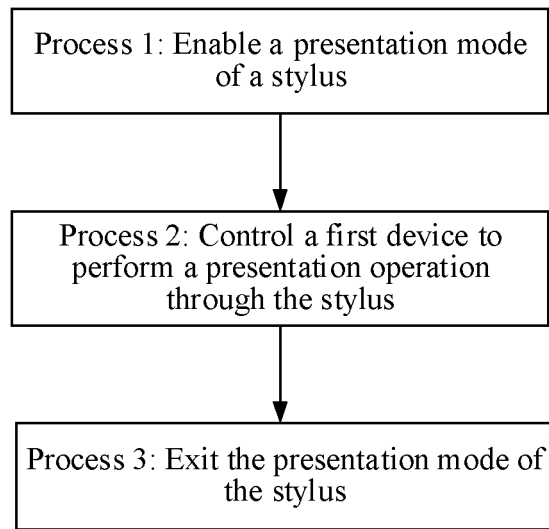 Process 1: Enable a presentation mode
of a stylus
Process 2: Control a first device to
perform a presentation operation
through the stylus
Process 3: Exit the presentation mode of
the stylus